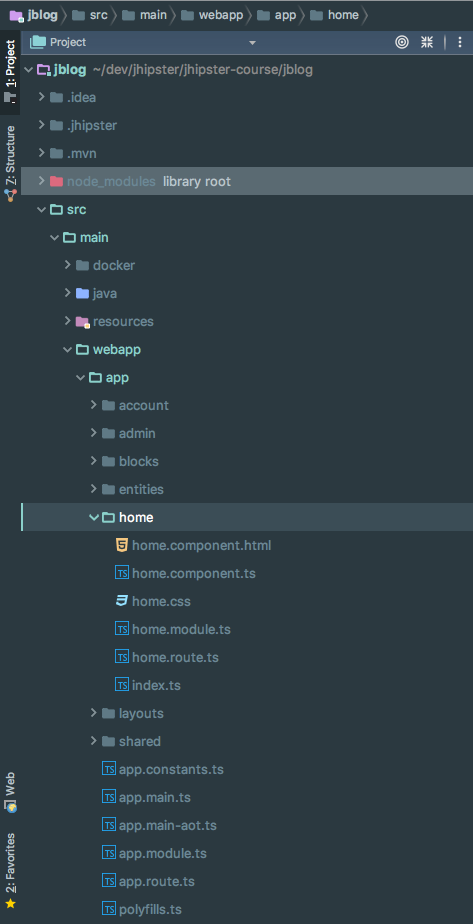 jblog src main webapp app home
Project
1: Project
jblog ~/dev/jhipster/jhipster-course/jblog
.idea
.jhipster
.mvn
Z: Structure
node_modules library root
src
main
docker
java
resources
webapp
app
account
admin
blocks
entities
home
home.component.html
home.component.ts
home.css
home.module.ts
home.route.ts
index.ts
layouts
shared
app.constants.ts
Web
app.main.ts
app.main-aot.ts
app.module.ts
2: Favorites
app.route.ts
polyfills.ts